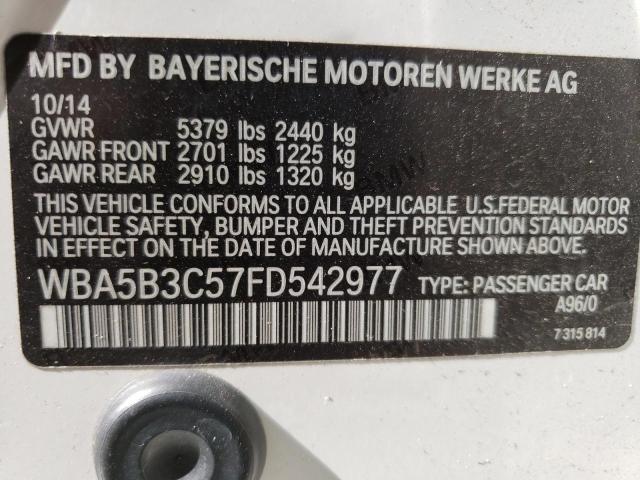 MFD BY BAYERISCHE MOTOREN WERKE AG
10/14
GVWR 5379 lbs 2440 kg
GAWR FRONT 2701 lbs 1225 kg
GAWR REAR 2910 lbs 1320 kg
THIS VEHICLE CONFORMS TO ALL APPLICABLE U.S.FEDERAL MOTOR
VEHICLE SAFETY, BUMPER AND THEFT PREVENTION STANDARDS
IN EFFECT ON THE DATE OF MANUFACTURE SHOWN ABOVE.
WBA5B3C57FD542977 TYPE: PASSENGER CAR
A96/0
7 315 814